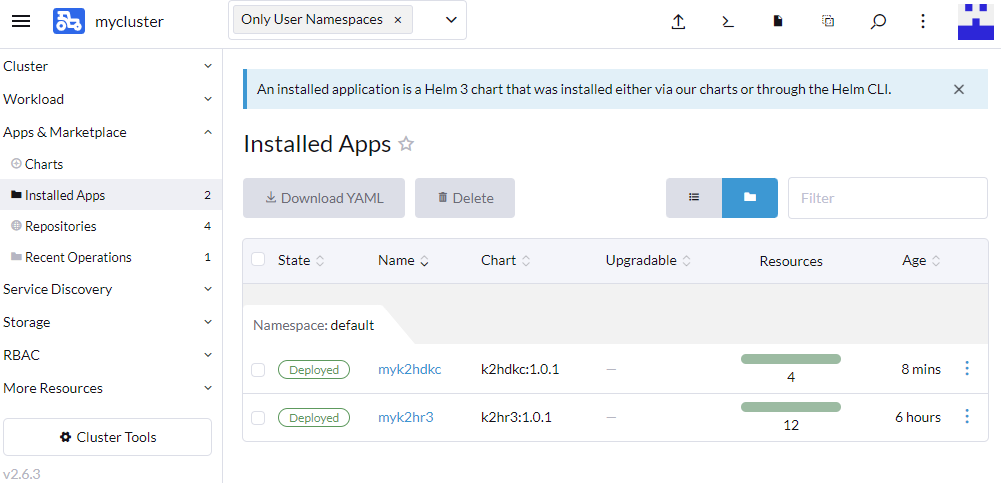 mycluster
Only User Namespaces ×
Cluster
Workload
Apps & Marketplace
Charts
Installed Apps 2
Repositories 4
Recent Operations 1
Service Discovery
Storage
RBAC
More Resources
Cluster Tools
v2.6.3
An installed application is a Helm 3 chart that was installed either via our charts or through the Helm CLI.
Installed Apps
Download YAML Delete Filter
State Name Chart Upgradable Resources Age
Namespace: default
Deployed myk2hdkc k2hdkc:1.0.1 — 4 8 mins
Deployed myk2hr3 k2hr3:1.0.1 — 12 6 hours